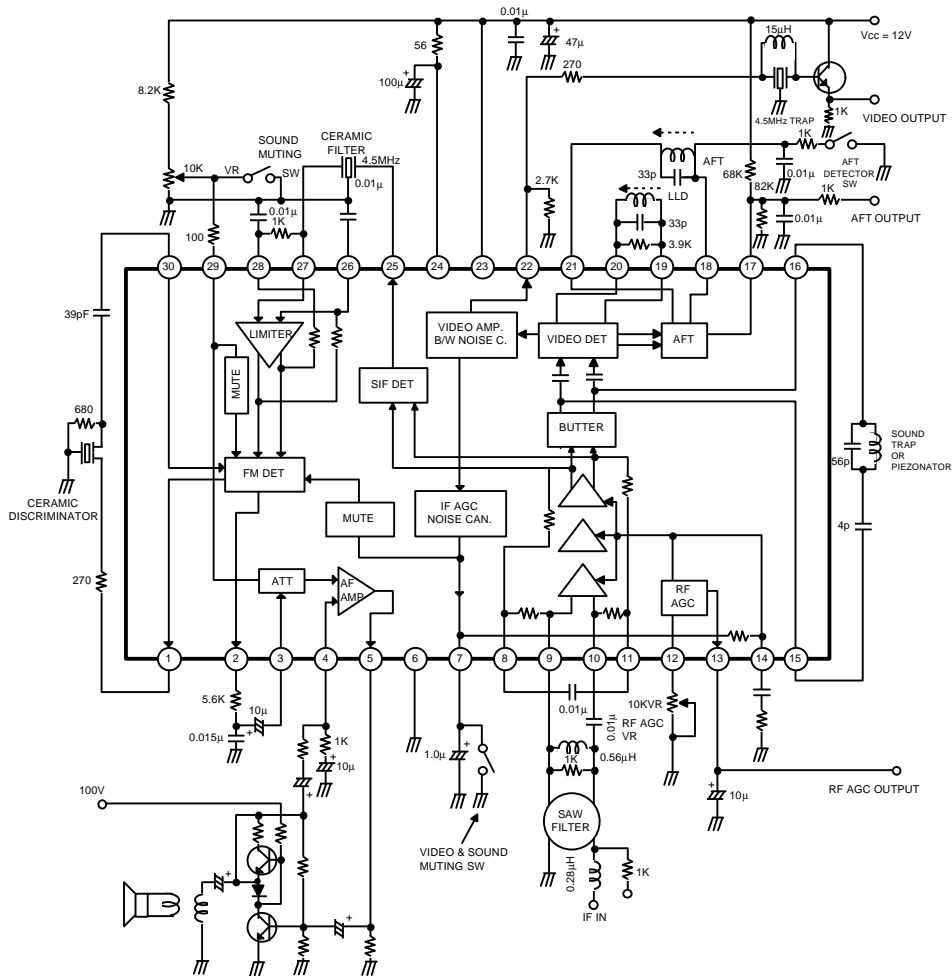 0.01µ
15µH
Vcc = 12V
56
+
47µ
270
+
100µ
8.2K
4.5MHz TRAP
1K
VIDEO OUTPUT
SOUND
MUTING
CERAMIC
FILTER
4.5MHz
10K
VR
SW
0.01µ
1K
AFT
33p
68K
0.01µ
AFT
DETECTOR
SW
2.7K
LLD
82K
1K
0.01µ
1K
33p
0.01µ
AFT OUTPUT
100
3.9K
30
29
28
27
26
25
24
23
22
21
20
19
18
17
16
39pF
LIMITER
VIDEO AMP.
B/W NOISE C.
VIDEO DET
AFT
MUTE
SIF DET
680
BUTTER
SOUND
TRAP
OR
PIEZONATOR
56p
FM DET
CERAMIC
DISCRIMINATOR
MUTE
IF AGC
NOISE CAN.
4p
270
ATT
AF
AMP
RF
AGC
1
2
3
4
5
6
7
8
9
10
11
12
13
14
15
5.6K
10µ
+
0.015µ
1K
+
10µ
+
1.0µ
+
0.01µ
0.01µ
10KVR
RF AGC
VR
0.56µH
1K
+
10µ
RF AGC OUTPUT
100V
VIDEO & SOUND
MUTING SW
SAW
FILTER
0.28µH
1K
IF IN
+
+